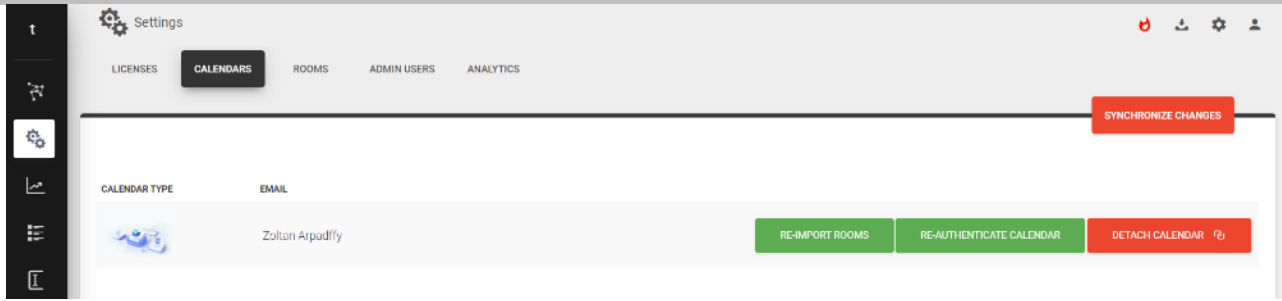 t
Settings
LICENSES CALENDARS ROOMS ADMIN USERS ANALYTICS
SYNCHRONIZE CHANGES
CALENDAR TYPE EMAIL
Zoltan Arpadffy RE-IMPORT ROOMS RE-AUTHENTICATE CALENDAR DETACH CALENDAR